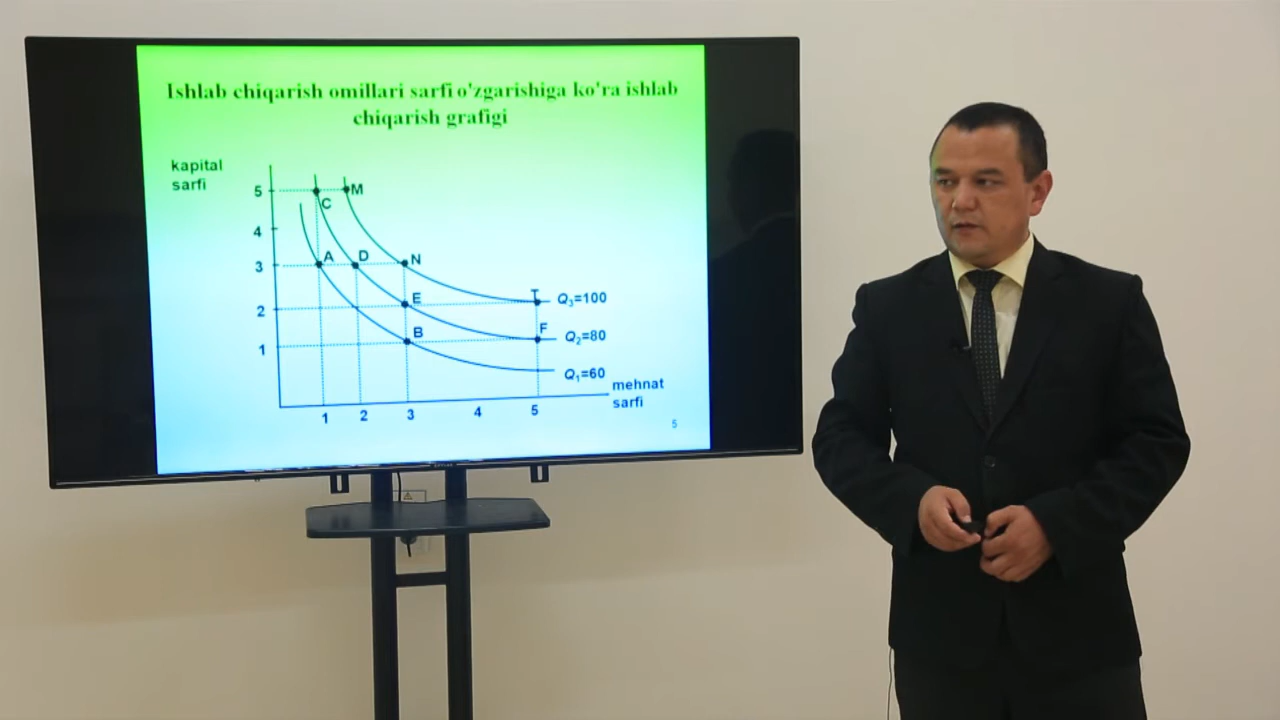 Ishlab chiqarish omillari sarfi o'zgarishiga ko'ra ishlab
chiqarish grafigi
kapital
sarfi
5
M
C
4
A
D
N
3
T
Q₃=100
E
2
F
Q₂=80
B
1
Q₁=60
mehnat
sarfi
1 2 3 4 5
5